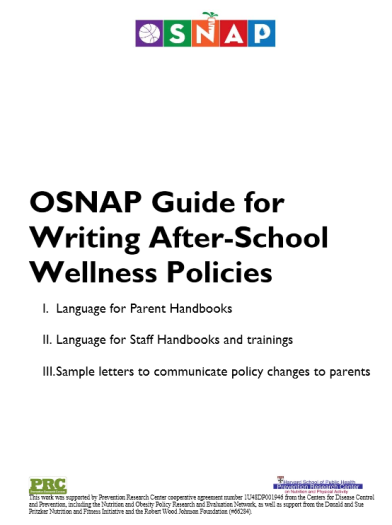 OSNAP
OSNAP Guide for
Writing After-School
Wellness Policies
I. Language for Parent Handbooks
II. Language for Staff Handbooks and trainings
III.Sample letters to communicate policy changes to parents
PRC
Harvard School of Public Health
Prevention Research Center
on Nutrition and Physical Activity
This work was supported by Prevention Research Center cooperative agreement number 1U48DP001946 from the Centers for Disease Control
and Prevention, including the Nutrition and Obesity Policy Research and Evaluation Network, as well as support from the Donald and Sue
Pritzker Nutrition and Fitness Initiative and the Robert Wood Johnson Foundation (#66284).